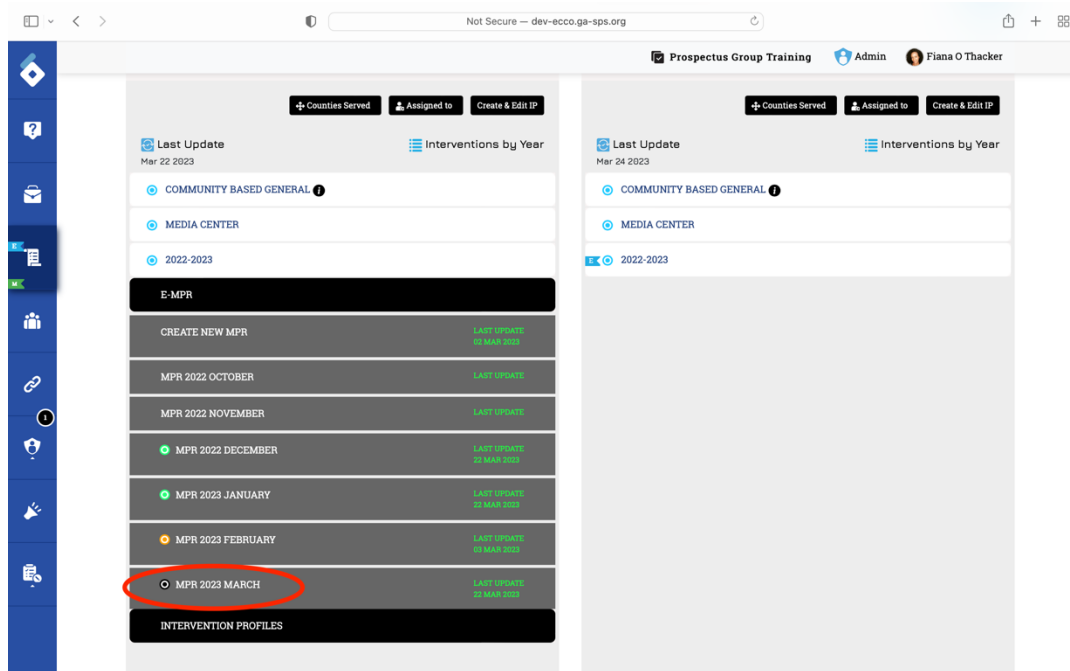 Not Secure — dev-ecco.ga-sps.org
Prospectus Group Training
Admin
Fiana O Thacker
Counties Served
Assigned to
Create & Edit IP
Last Update
Mar 22 2023
Interventions by Year
COMMUNITY BASED GENERAL i
MEDIA CENTER
2022-2023
E-MPR
CREATE NEW MPR
LAST UPDATE
02 MAR 2023
MPR 2022 OCTOBER
LAST UPDATE
MPR 2022 NOVEMBER
LAST UPDATE
MPR 2022 DECEMBER
LAST UPDATE
22 MAR 2023
MPR 2023 JANUARY
LAST UPDATE
22 MAR 2023
MPR 2023 FEBRUARY
LAST UPDATE
03 MAR 2023
MPR 2023 MARCH
LAST UPDATE
22 MAR 2023
INTERVENTION PROFILES
Counties Served
Assigned to
Create & Edit IP
Last Update
Mar 24 2023
Interventions by Year
COMMUNITY BASED GENERAL i
MEDIA CENTER
E
2022-2023
?
E
M
1